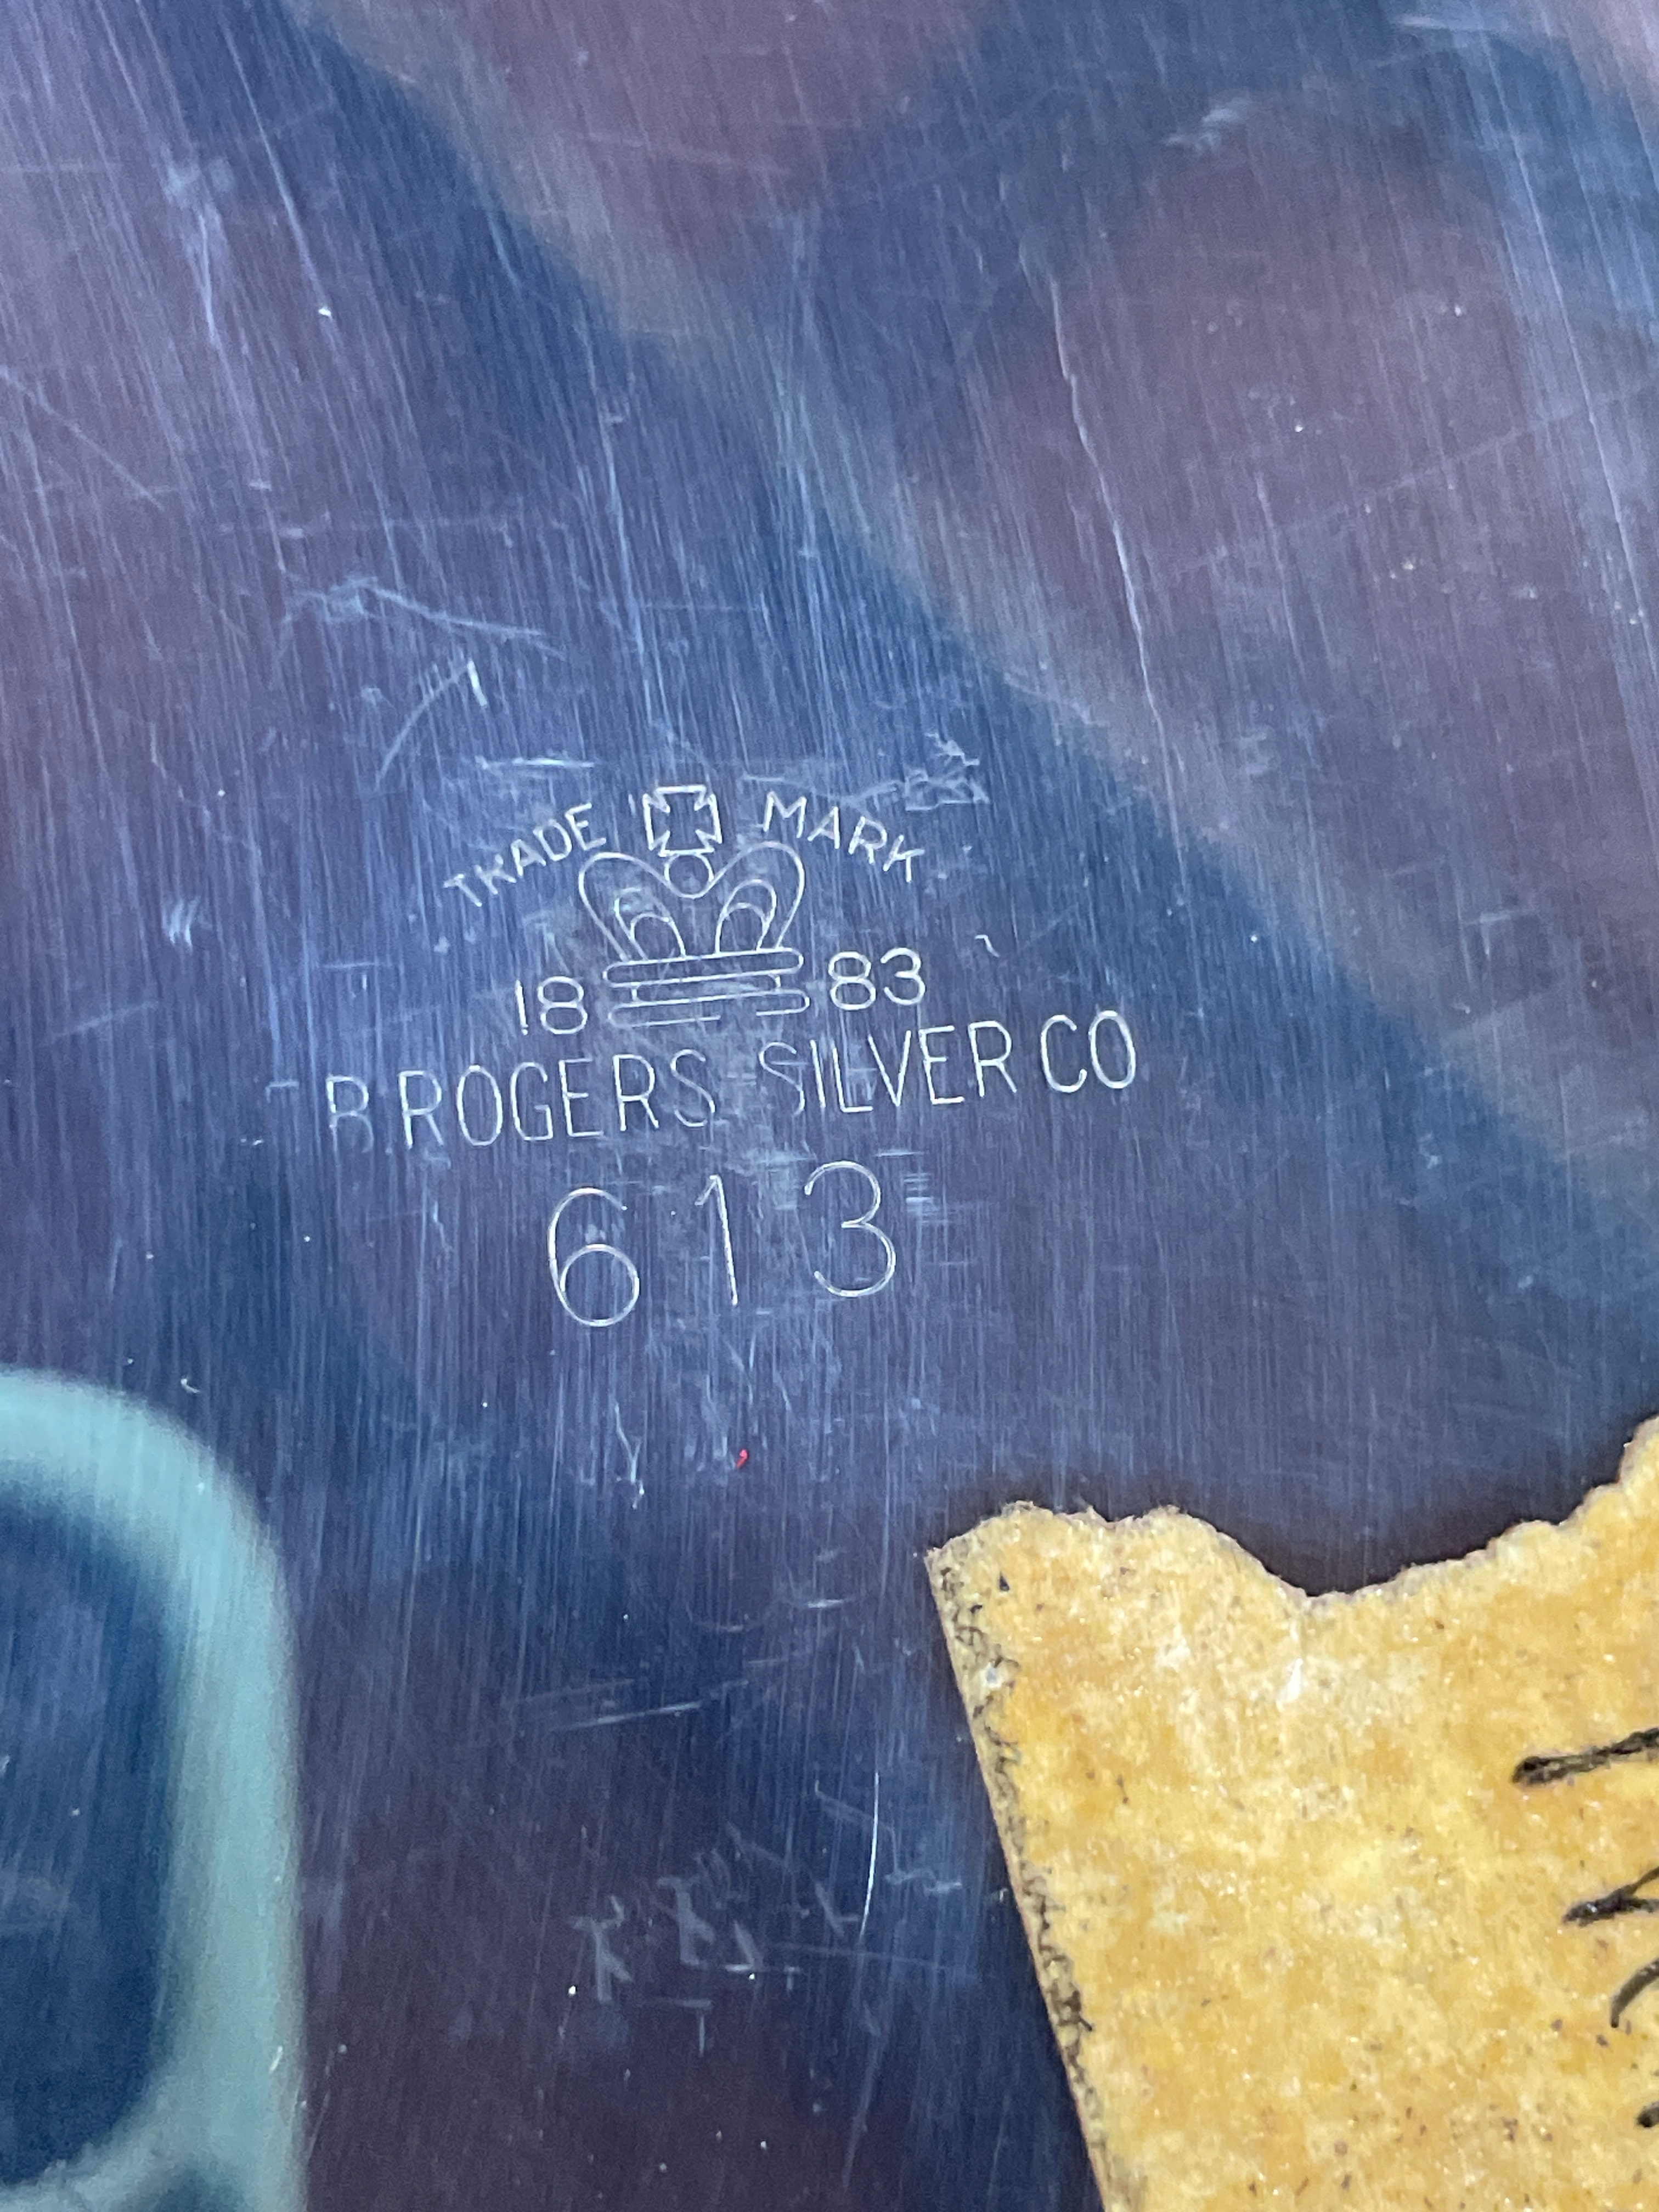 TRADE MARK
18 83
B.ROGERS SILVER CO
613